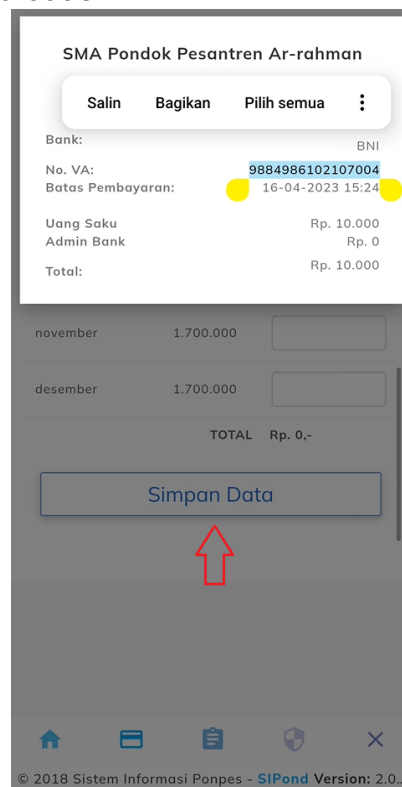 SMA Pondok Pesantren Ar-rahman
Salin Bagikan Pilih semua
Bank: BNI
No. VA: 9884986102107004
Batas Pembayaran: 16-04-2023 15:24
Uang Saku Rp. 10.000
Admin Bank Rp. 0
Total: Rp. 10.000
november 1.700.000
desember 1.700.000
TOTAL Rp. 0,-
Simpan Data
© 2018 Sistem Informasi Ponpes - SIPond Version: 2.0..